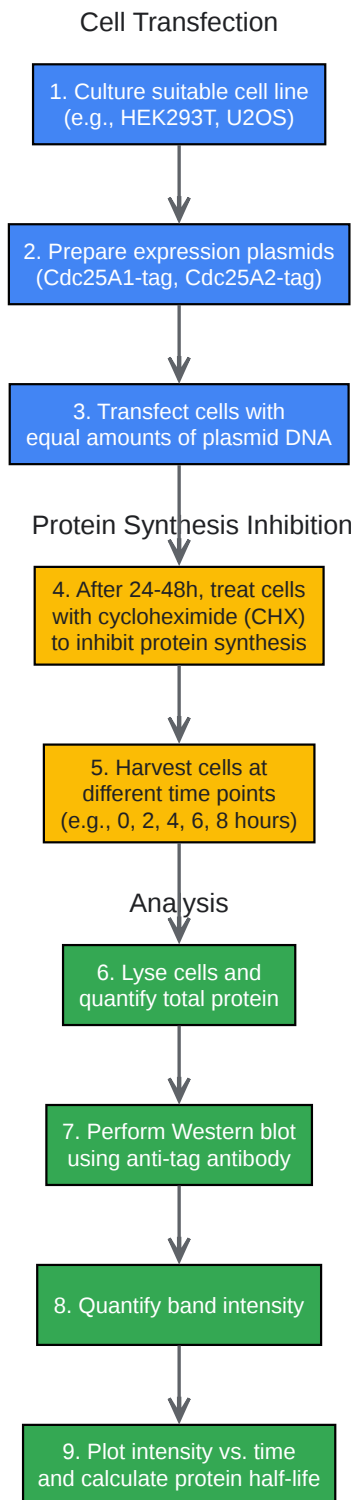 Cell Transfection
1. Culture suitable cell line
(e.g., HEK293T, U2OS)
2. Prepare expression plasmids
(Cdc25A1-tag, Cdc25A2-tag)
3. Transfect cells with
equal amounts of plasmid DNA
Protein Synthesis Inhibition
4. After 24-48h, treat cells
with cycloheximide (CHX)
to inhibit protein synthesis
5. Harvest cells at
different time points
(e.g., 0, 2, 4, 6, 8 hours)
Analysis
6. Lyse cells and
quantify total protein
7. Perform Western blot
using anti-tag antibody
8. Quantify band intensity
9. Plot intensity vs. time
and calculate protein half-life